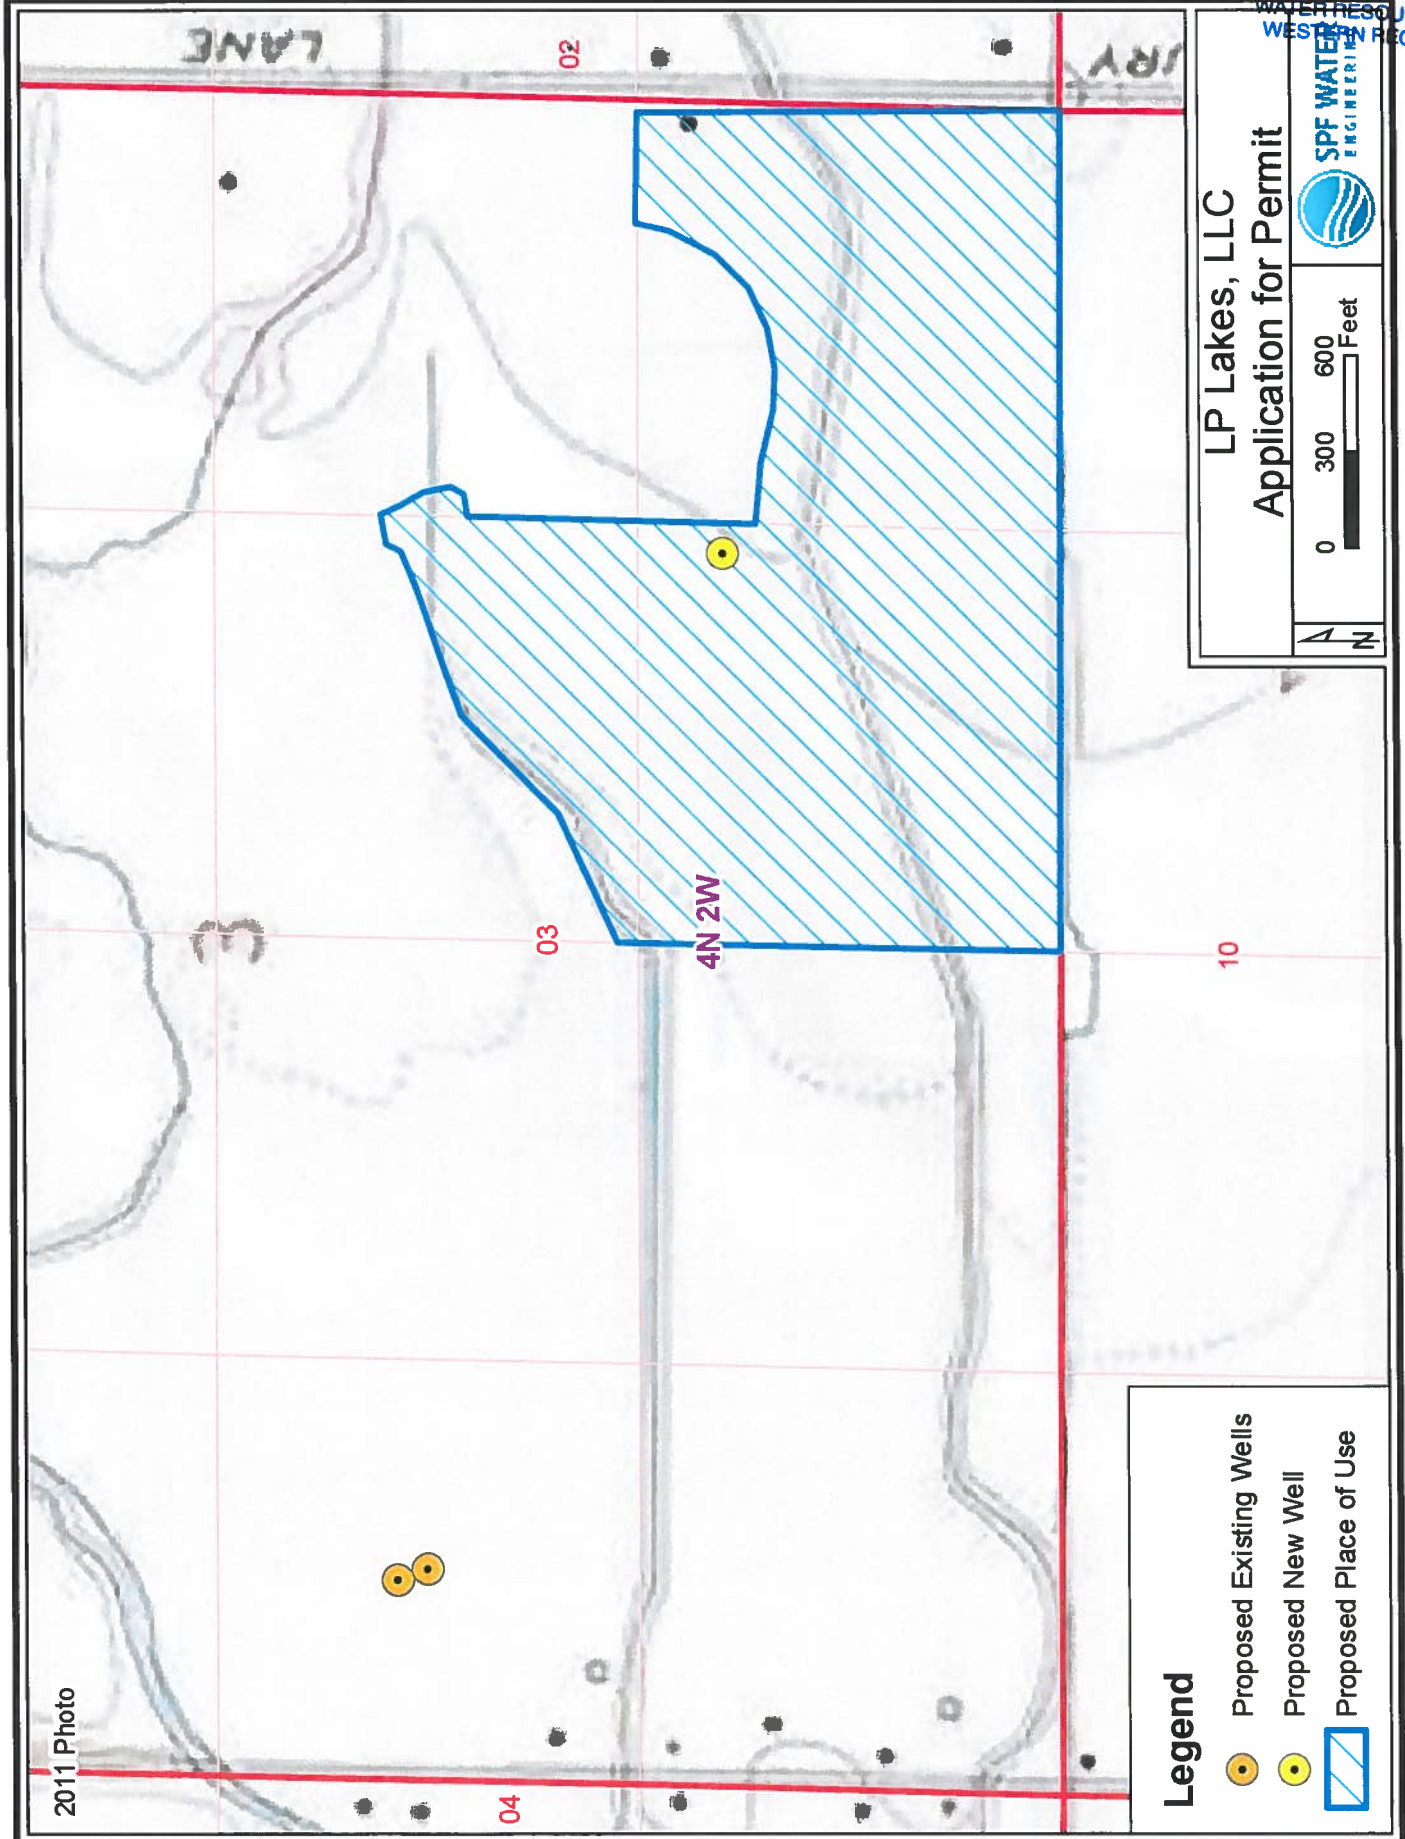 2011 Photo
LANE
02
3
03
4N 2W
04
10
LP Lakes, LLC
Application for Permit
0 300 600
Feet
N
SPF WATER
ENGINEERING
Legend
Proposed Existing Wells
Proposed New Well
Proposed Place of Use